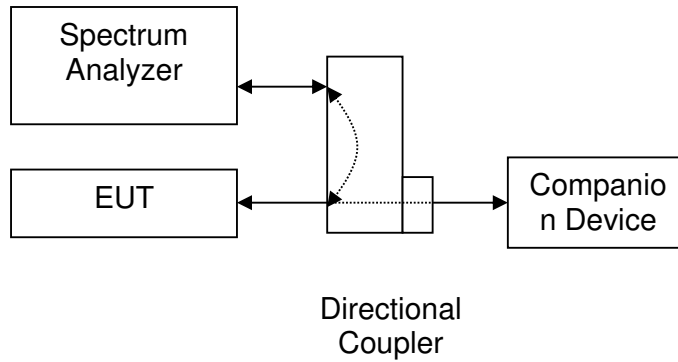 Spectrum
Analyzer
EUT
Companio
n Device
Directional
Coupler